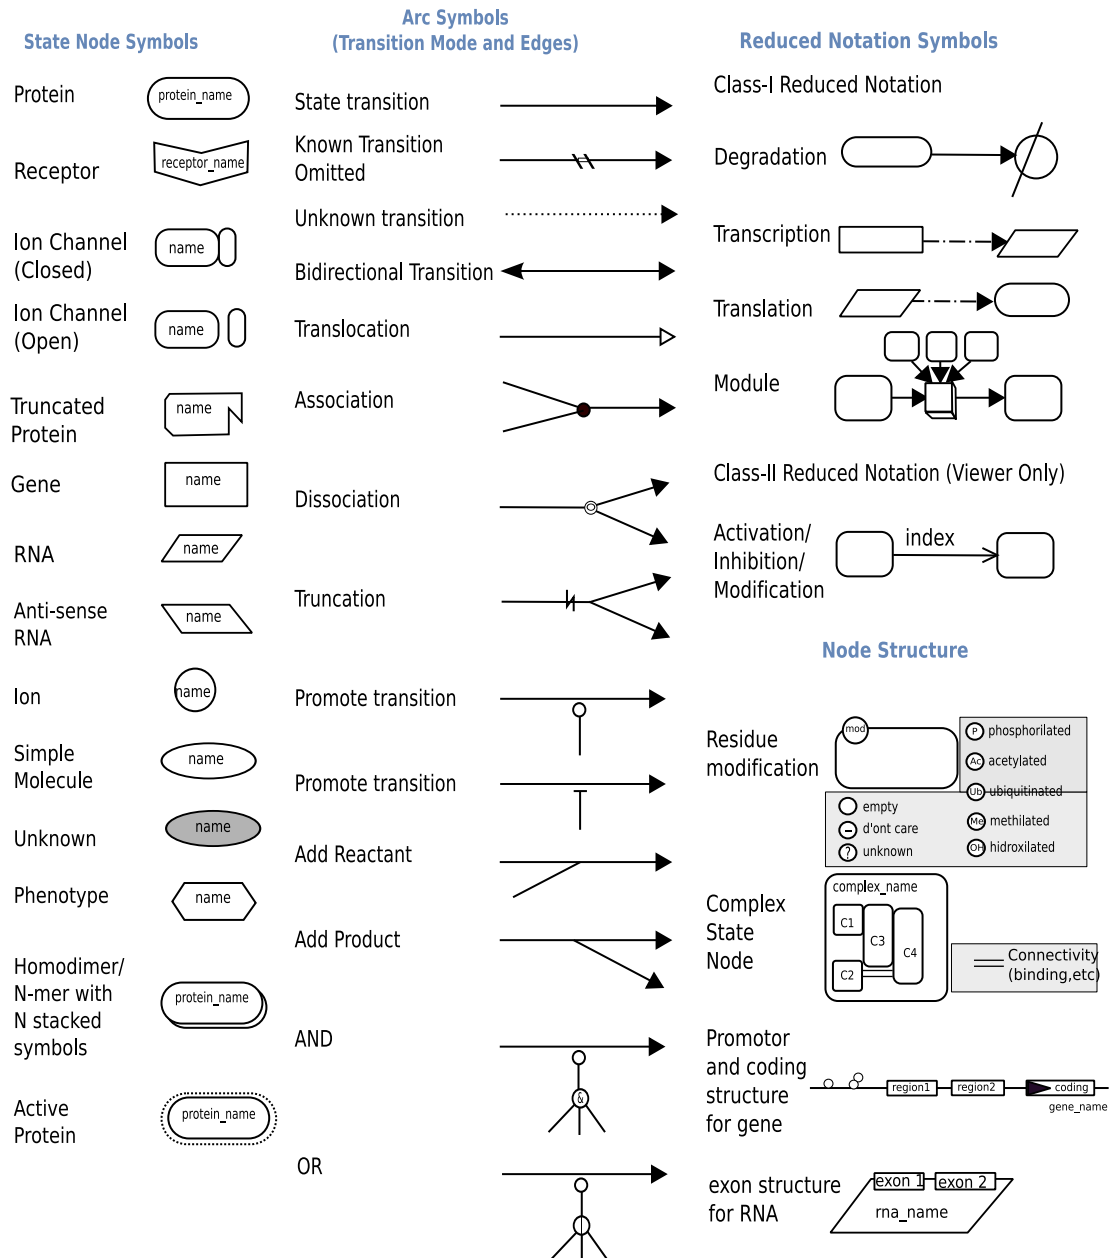 State Node Symbols
Protein
protein_name
Receptor
receptor_name
Ion Channel
(Closed)
name
Ion Channel
(Open)
name
Truncated
Protein
name
Gene
name
RNA
name
Anti-sense
RNA
name
Ion
name
Simple
Molecule
name
Unknown
name
Phenotype
name
Homodimer/
N-mer with
N stacked
symbols
protein_name
Active
Protein
protein_name
Arc Symbols
(Transition Mode and Edges)
State transition
Known Transition
Omitted
Unknown transition
Bidirectional Transition
Translocation
Association
Dissociation
Truncation
Promote transition
Promote transition
Add Reactant
Add Product
AND
&
OR
Reduced Notation Symbols
Class-I Reduced Notation
Degradation
Transcription
Translation
Module
Class-II Reduced Notation (Viewer Only)
Activation/
Inhibition/
Modification
index
Node Structure
Residue
modification
mod
P phosphorilated
Ac acetylated
Ub ubiquitinated
Me methilated
OH hidroxilated
empty
– d'ont care
? unknown
Complex
State
Node
complex_name
C1
C3
C4
C2
Connectivity
(binding,etc)
Promotor
and coding
structure
for gene
region1
region2
coding
gene_name
exon structure
for RNA
exon 1
exon 2
rna_name